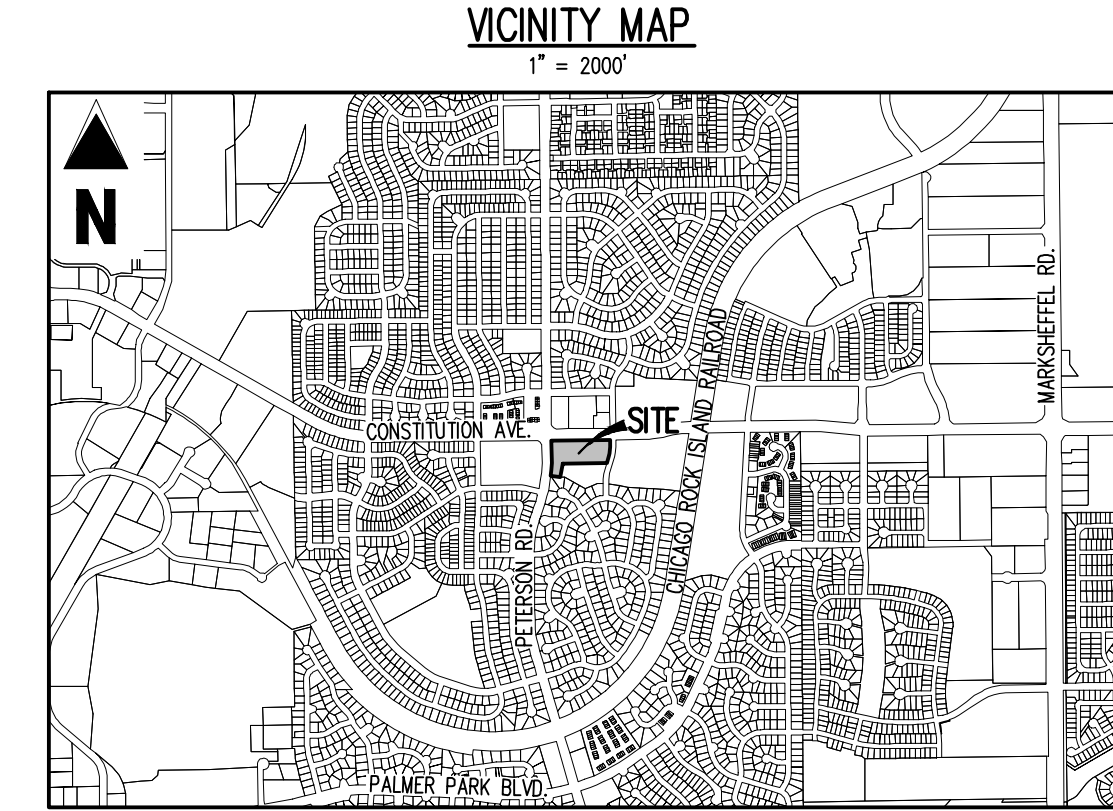 VICINITY MAP
1" = 2000'
N
MARKSHEFFEL RD.
CHICAGO ROCK ISLAND RAILROAD
SITE
CONSTITUTION AVE.
PETERSON RD.
PALMER PARK BLVD.